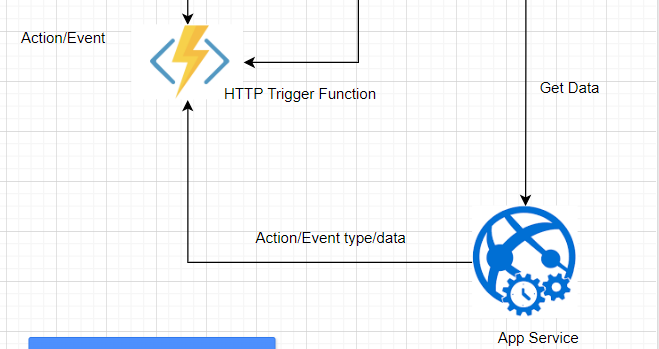 Action/Event
HTTP Trigger Function
Get Data
Action/Event type/data
App Service